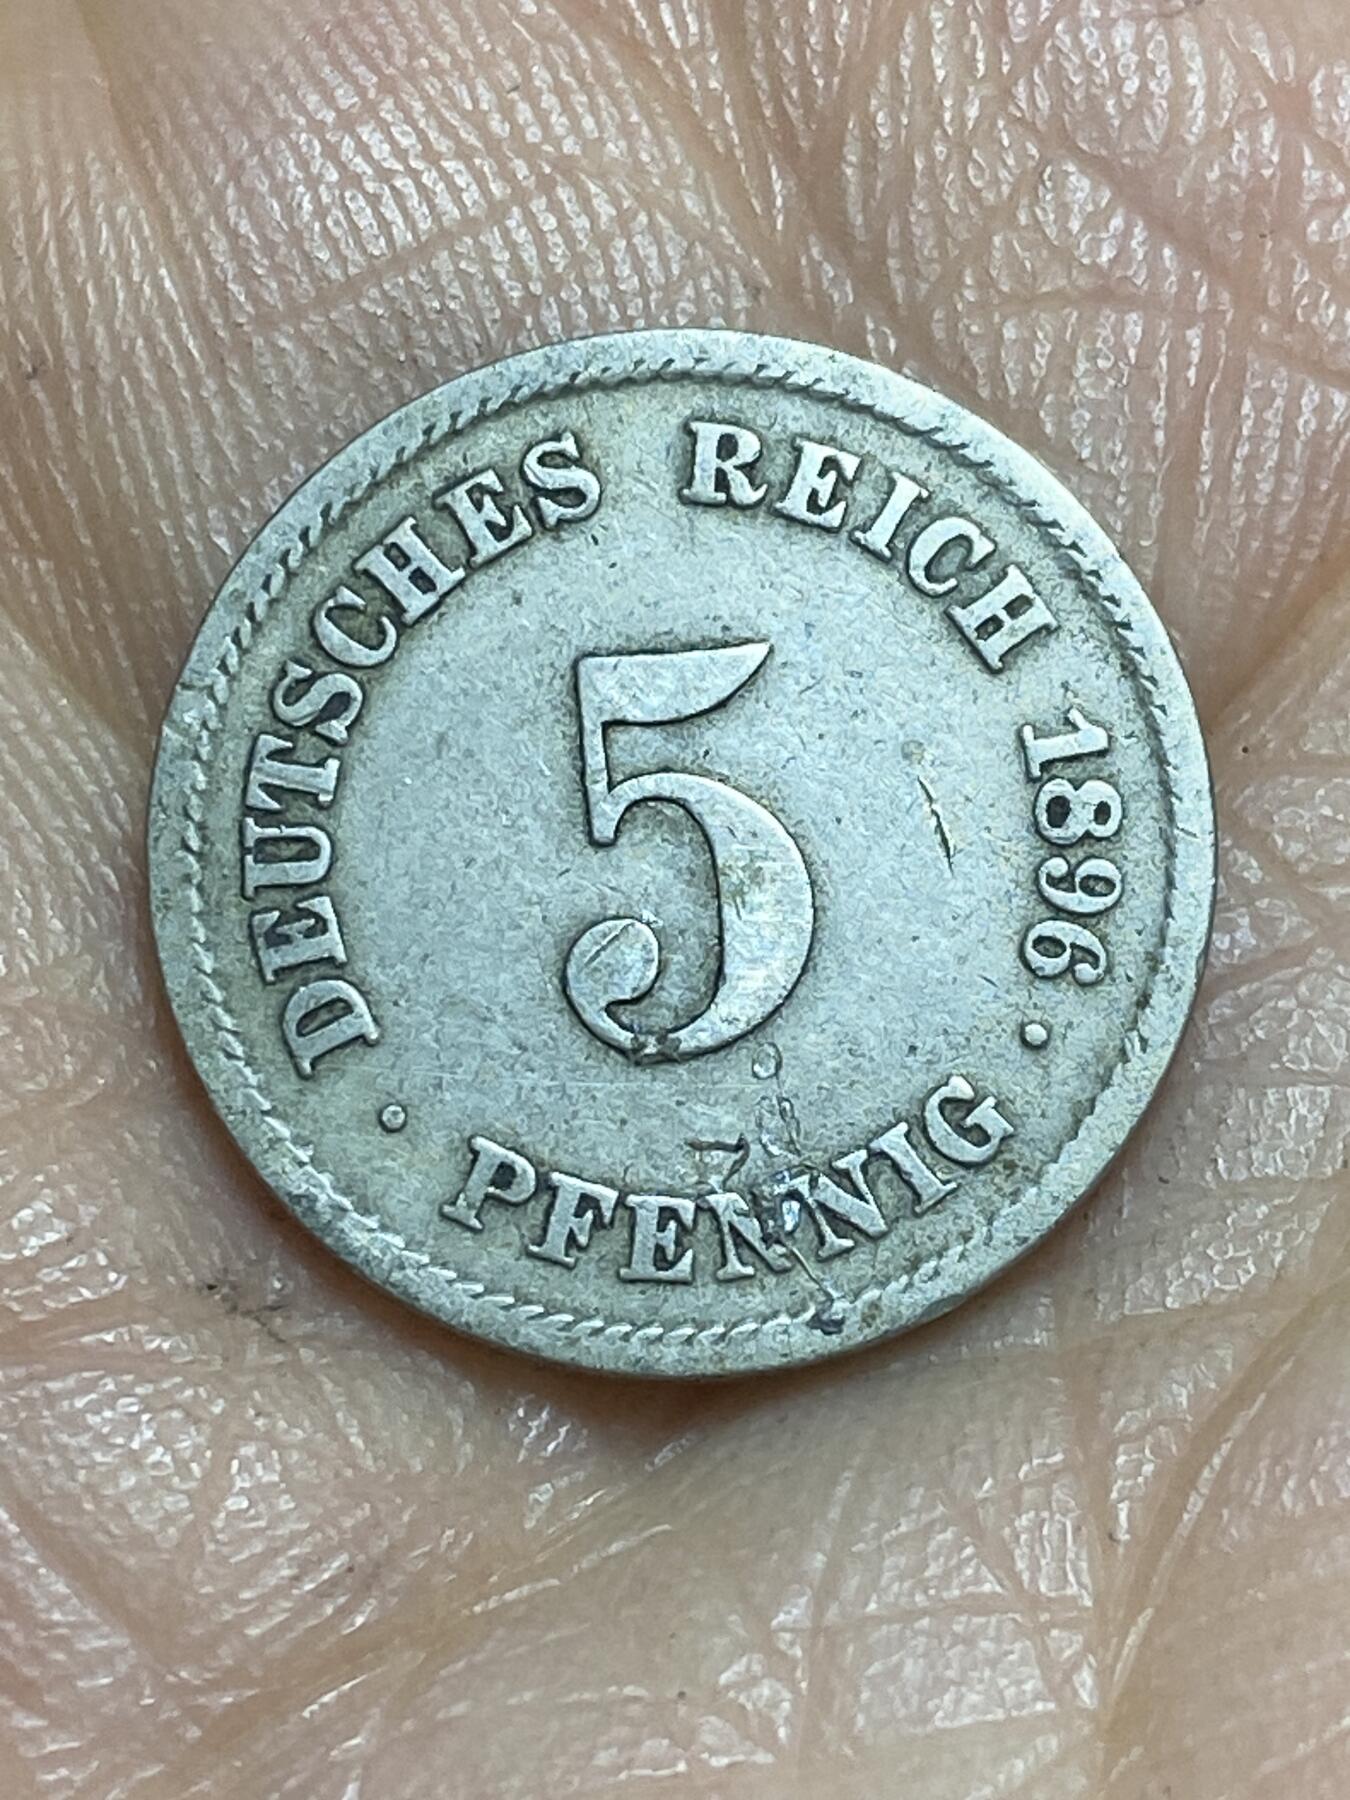 DEUTSCHES REICH 1896
5
PFENNIG